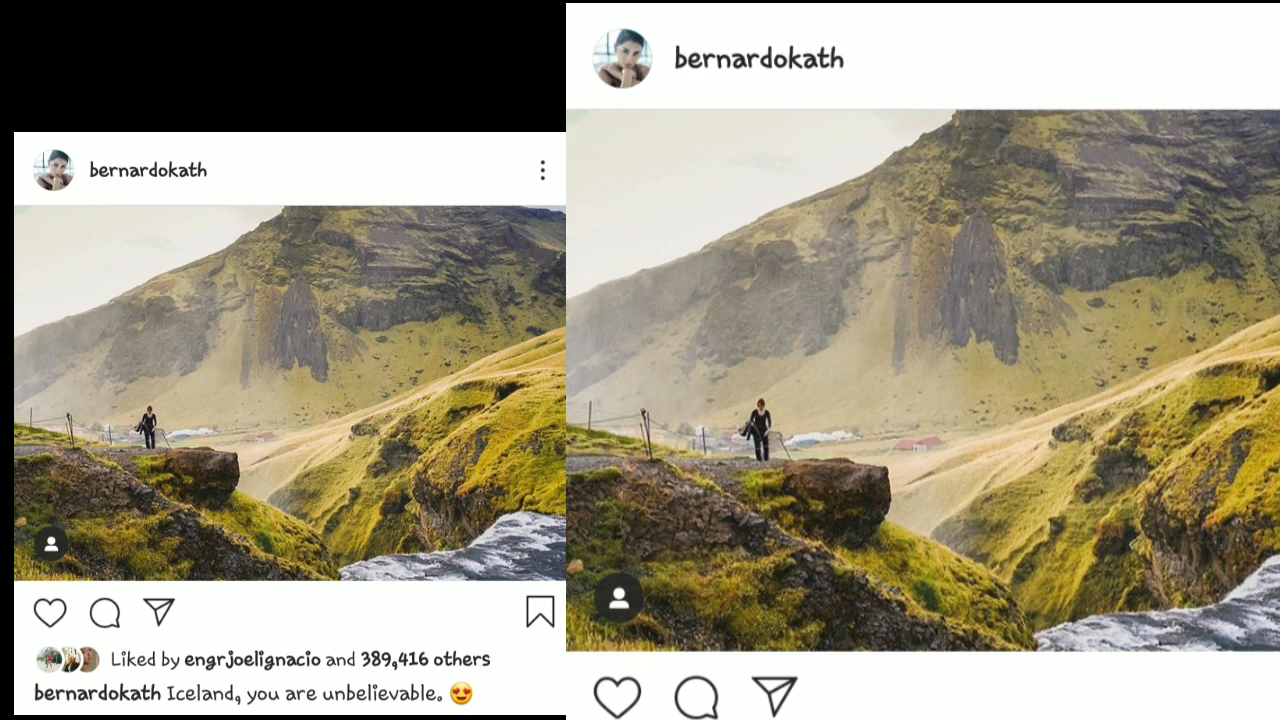 bernardokath
Liked by engrjoelignacio and 389,416 others
bernardokath Iceland, you are unbelievable. 😍
bernardokath